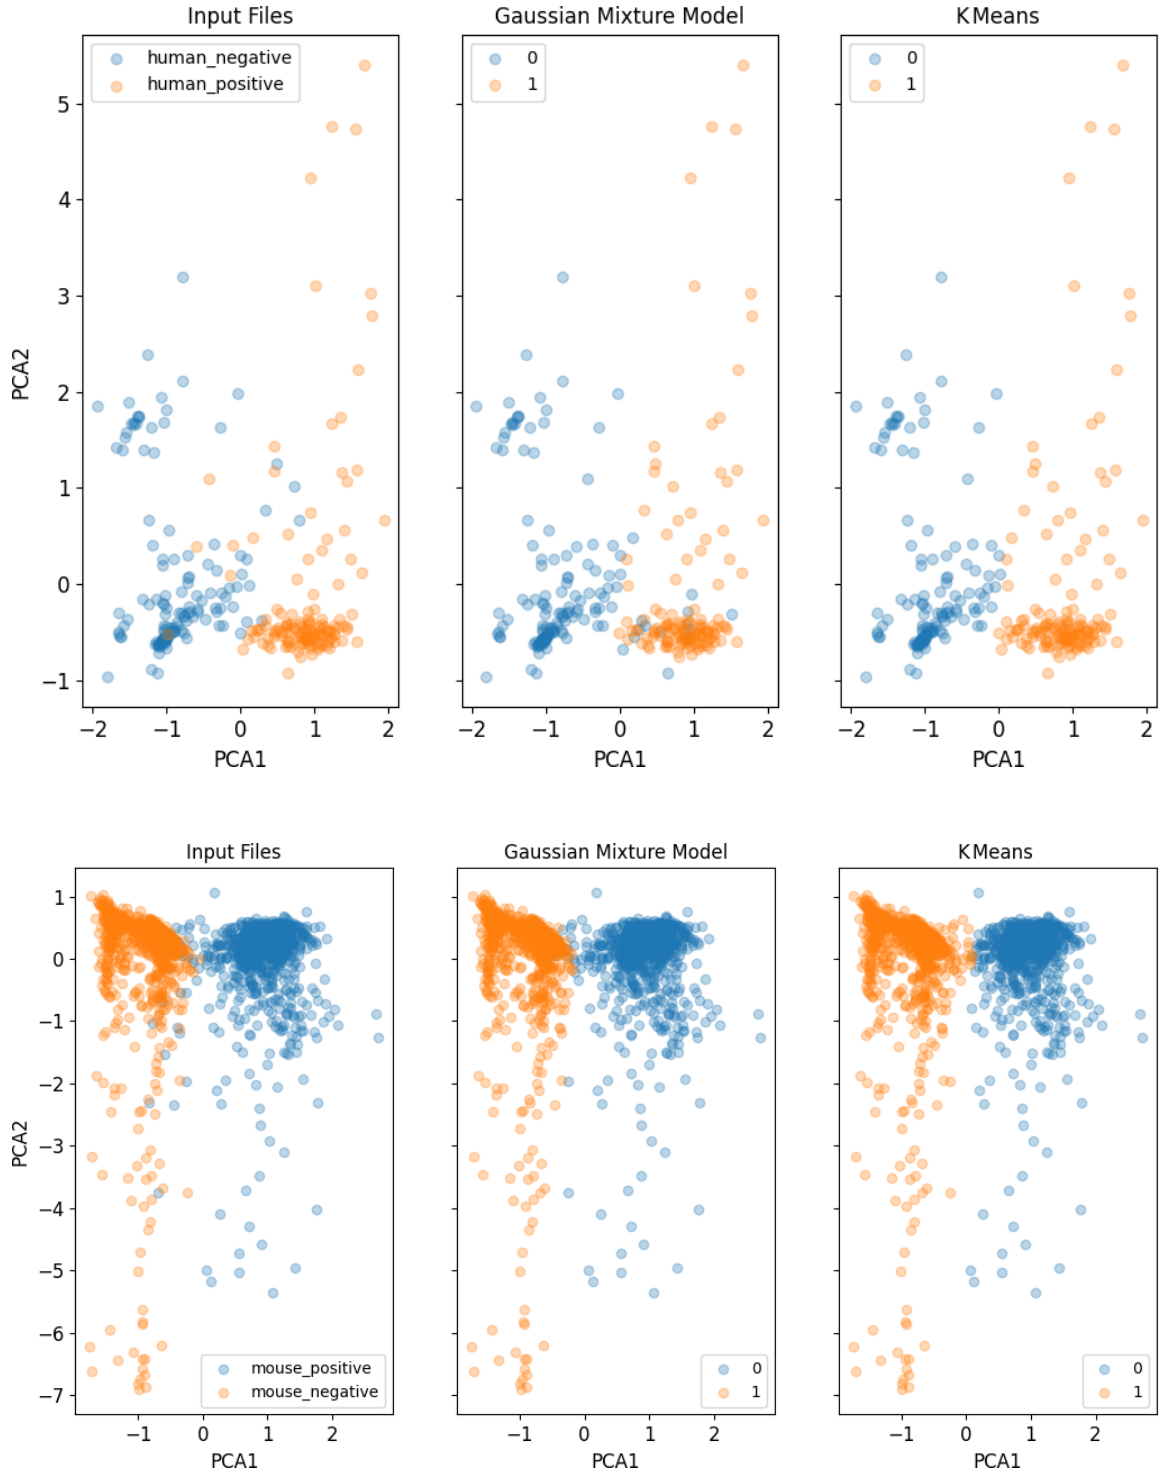 Input Files
Gaussian Mixture Model
KMeans
human_negative
human_positive
0
1
0
1
5
4
3
2
1
0
−1
PCA2
−2 −1 0 1 2
−2 −1 0 1 2
−2 −1 0 1 2
PCA1
PCA1
PCA1
Input Files
Gaussian Mixture Model
KMeans
1
0
−1
−2
−3
−4
−5
−6
−7
PCA2
mouse_positive
mouse_negative
0
1
0
1
−1 0 1 2
−1 0 1 2
−1 0 1 2
PCA1
PCA1
PCA1